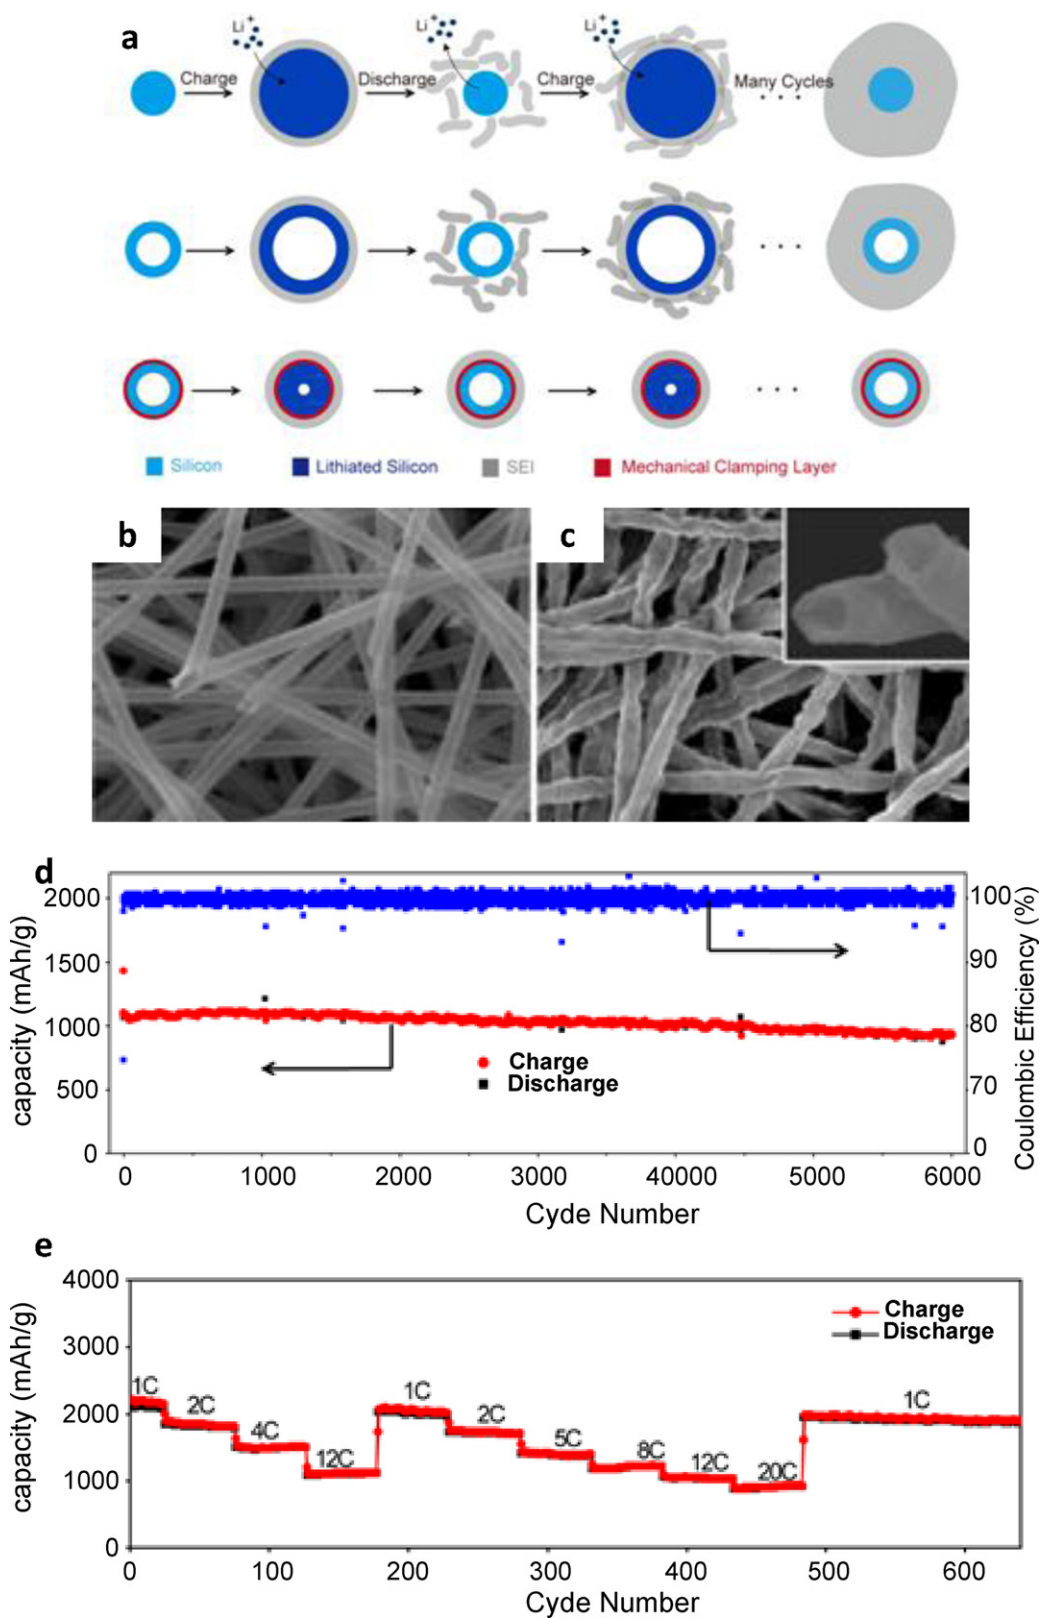 a
Li+
Li+
Li+
Charge
Discharge
Charge
Many Cycles
. . .
. . .
. . .
Silicon
Lithiated Silicon
SEI
Mechanical Clamping Layer
b
c
d
capacity (mAh/g)
2000
1500
1000
500
0
100
90
80
70
0
Coulombic Efficiency (%)
Charge
Discharge
0
1000
2000
3000
40000
5000
6000
Cyde Number
e
capacity (mAh/g)
4000
3000
2000
1000
0
Charge
Discharge
1C
2C
4C
12C
1C
2C
5C
8C
12C
20C
1C
0
100
200
300
400
500
600
Cyde Number